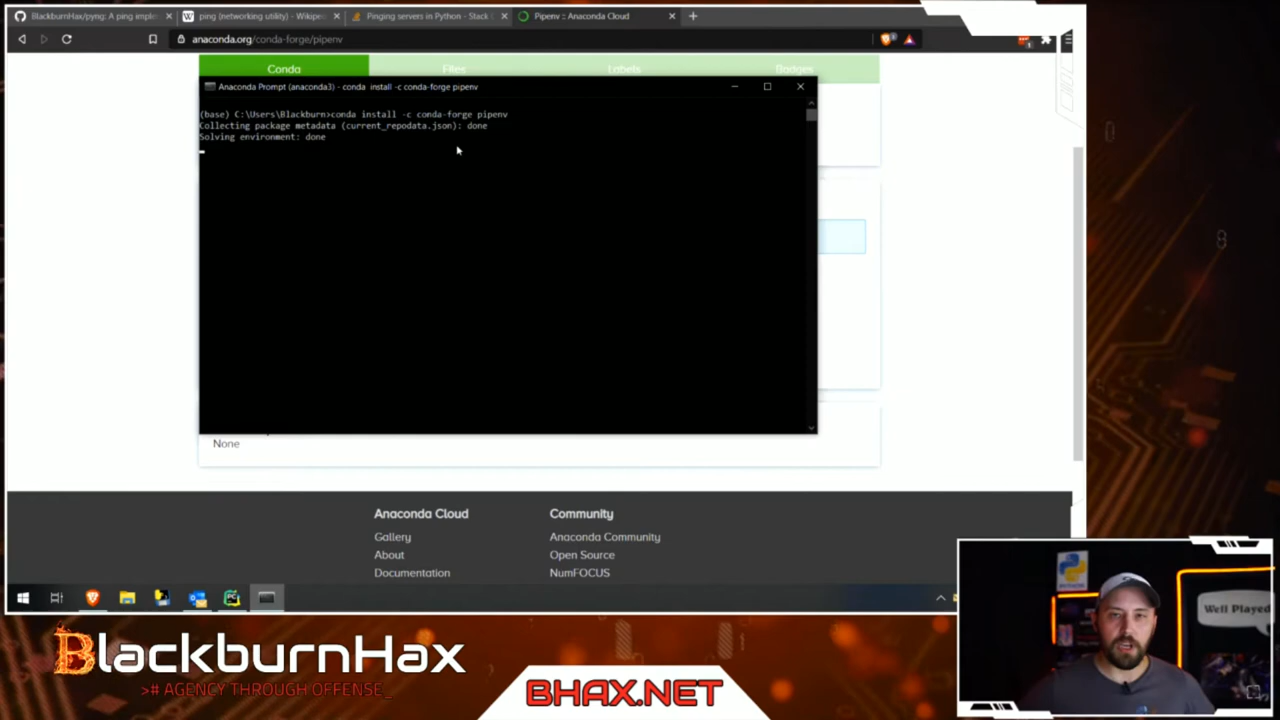 BlackburnHax/pyng: A ping imple
ping (networking utility) - Wikipe
Pinging servers in Python - Stack
Pipenv :: Anaconda Cloud
anaconda.org/conda-forge/pipenv
Conda
Files
Labels
Badges
Anaconda Prompt (anaconda3) - conda install -c conda-forge pipenv
(base) C:\Users\Blackburn>conda install -c conda-forge pipenv
Collecting package metadata (current_repodata.json): done
Solving environment: done
None
Anaconda Cloud
Gallery
About
Documentation
Community
Anaconda Community
Open Source
NumFOCUS
Well Played
BlackburnHax
># AGENCY THROUGH OFFENSE_
BHAX.NET